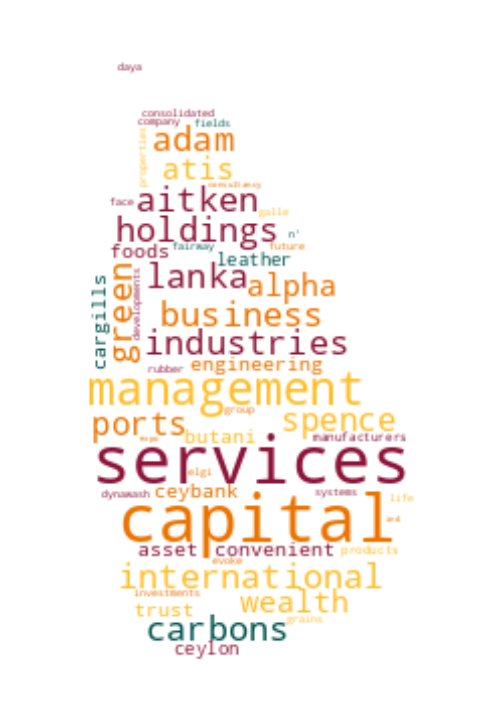 daya
consolidated
company fields
adam
properties
atis
consultancy
face aitken
galle
holdings n'
foods fairway future
leather
lanka alpha
cargills green developments
business
industries
rubber engineering
management
group
ports spence
butani manufacturers
expo
services
elgi
dynawash ceybank systems
life
capital and
asset convenient products
evoke
international
investments wealth
trust grains
carbons
ceylon